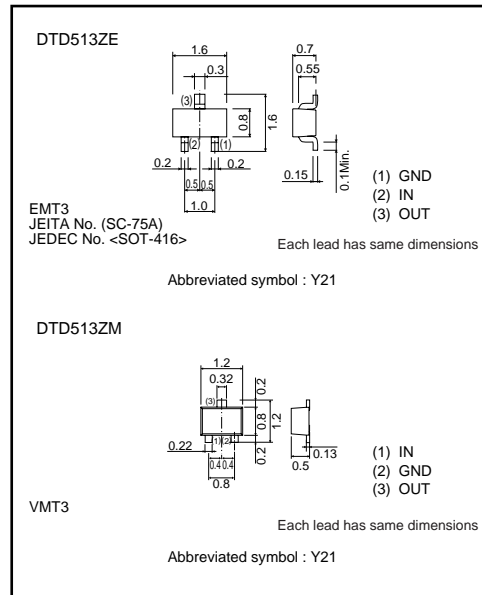 DTD513ZE
1.6
0.3
(3)
0.8
1.6
(2)
(1)
0.2
0.2
0.5
0.5
1.0
0.7
0.55
0.15
0.1Min.
(1) GND
(2) IN
(3) OUT
EMT3
JEITA No. (SC-75A)
JEDEC No. <SOT-416>
Each lead has same dimensions
Abbreviated symbol : Y21
DTD513ZM
1.2
0.32
(3)
0.2
0.8
1.2
0.2
0.22
(1)
(2)
0.4
0.4
0.8
0.13
0.5
(1) IN
(2) GND
(3) OUT
VMT3
Each lead has same dimensions
Abbreviated symbol : Y21